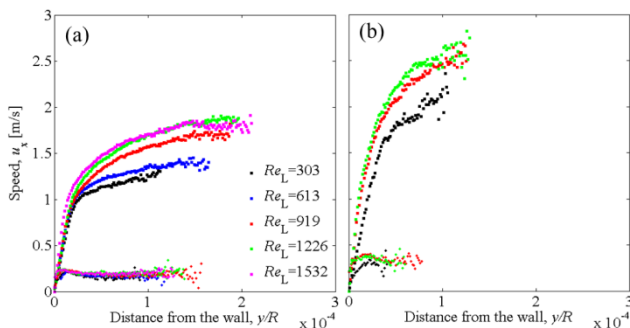 (a)
(b)
Speed, u_x [m/s]
3
2.5
2
1.5
1
0.5
0
Re_L=303
Re_L=613
Re_L=919
Re_L=1226
Re_L=1532
0 1 2 3
0 1 2 3
Distance from the wall, y/R x 10^-4
Distance from the wall, y/R x 10^-4